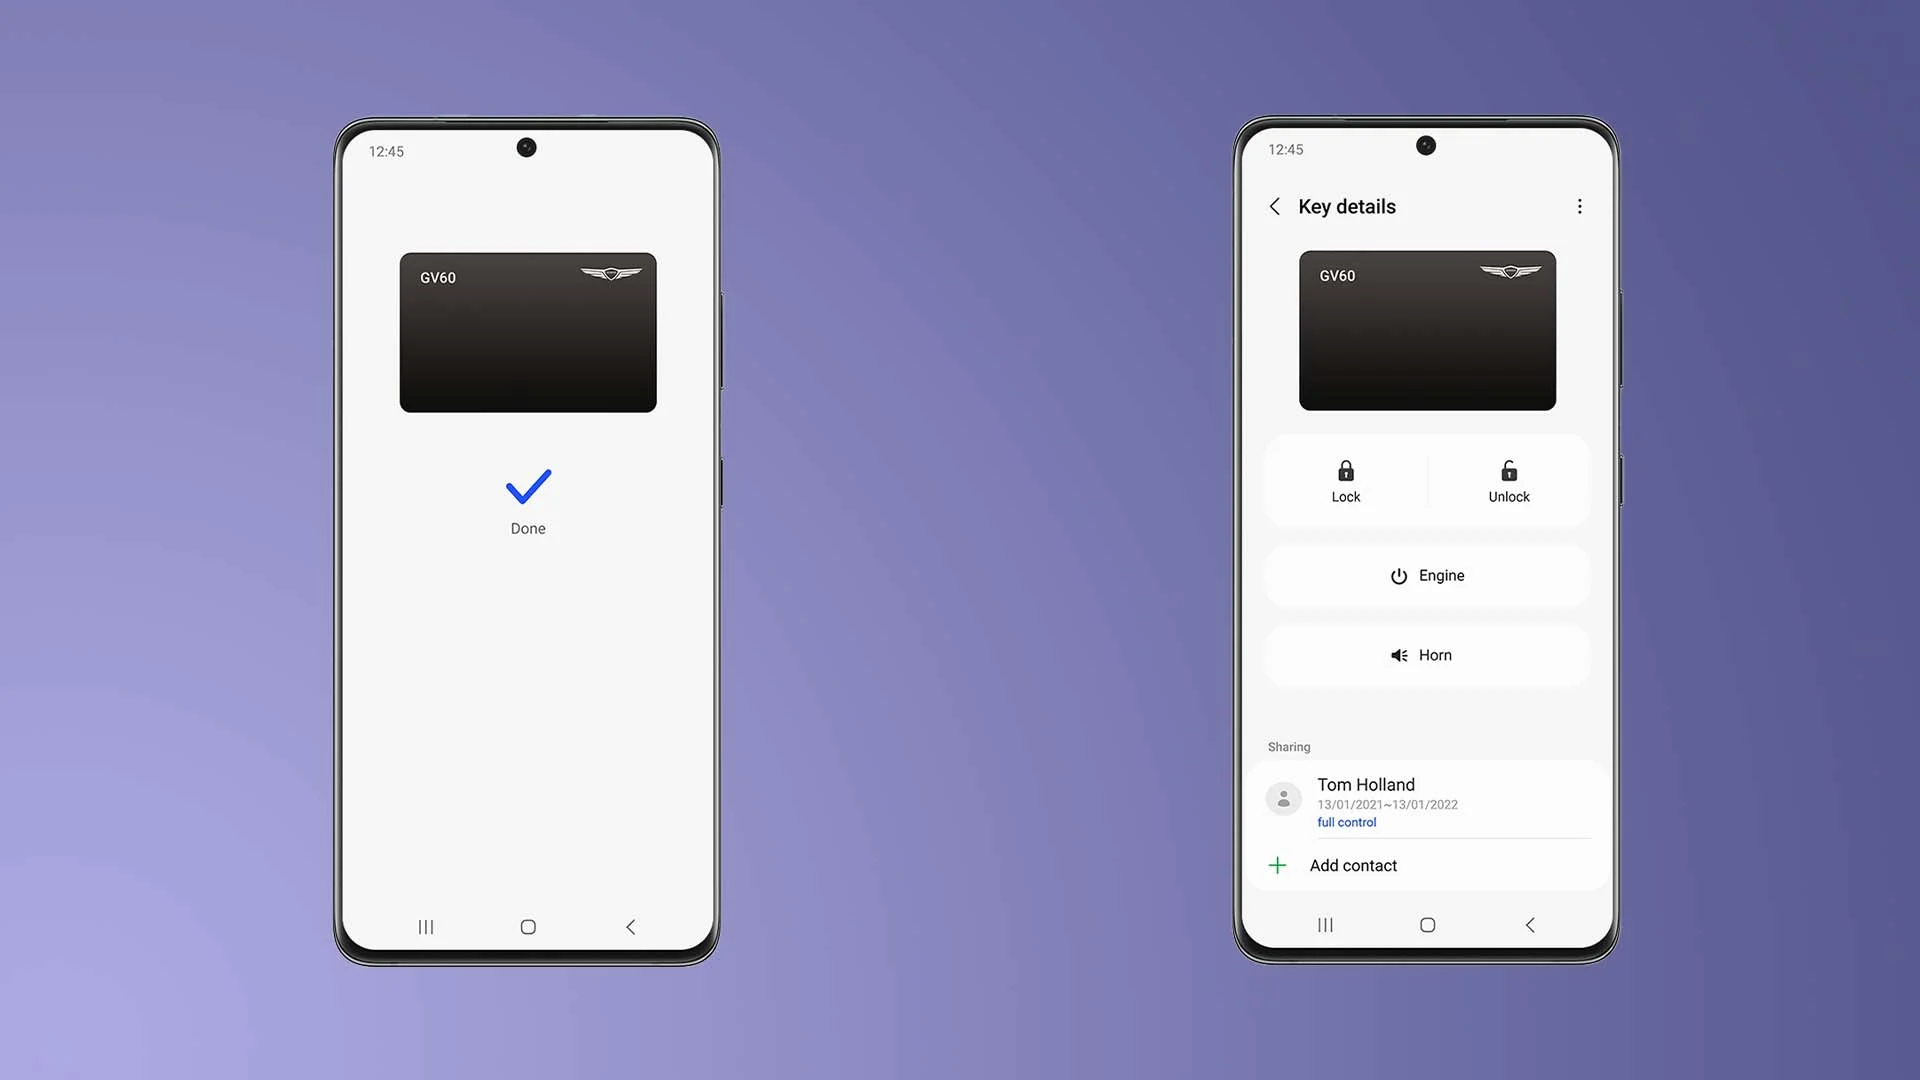 12:45
GV60
Done
12:45
Key details
GV60
Lock
Unlock
Engine
Horn
Sharing
Tom Holland
13/01/2021~13/01/2022
full control
Add contact